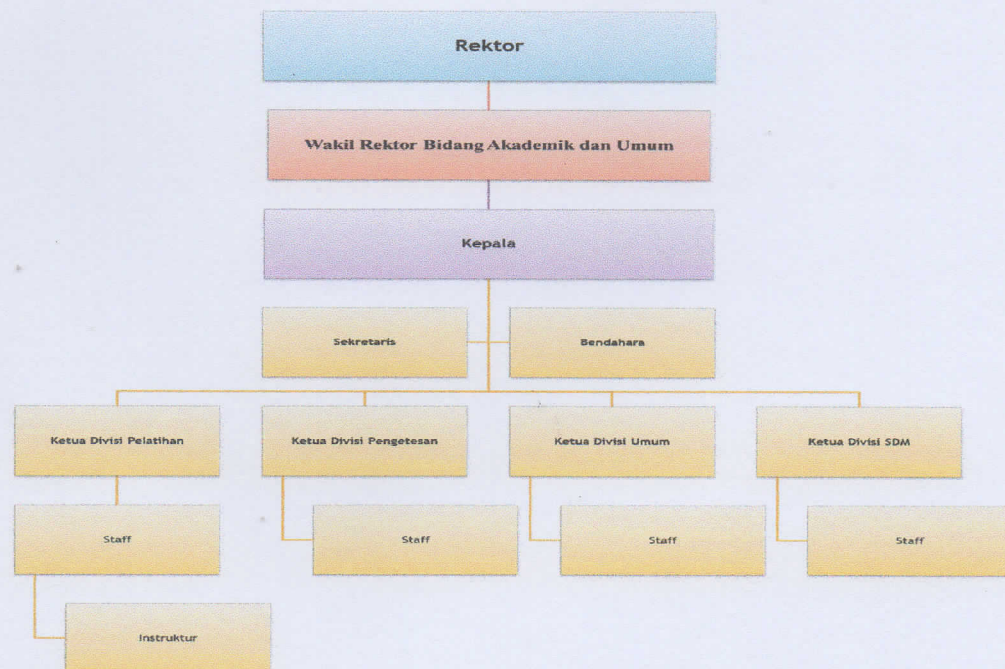 Rektor
Wakil Rektor Bidang Akademik dan Umum
Kepala
Sekretaris
Bendahara
Ketua Divisi Pelatihan
Ketua Divisi Pengetesan
Ketua Divisi Umum
Ketua Divisi SDM
Staff
Staff
Staff
Staff
Instruktur